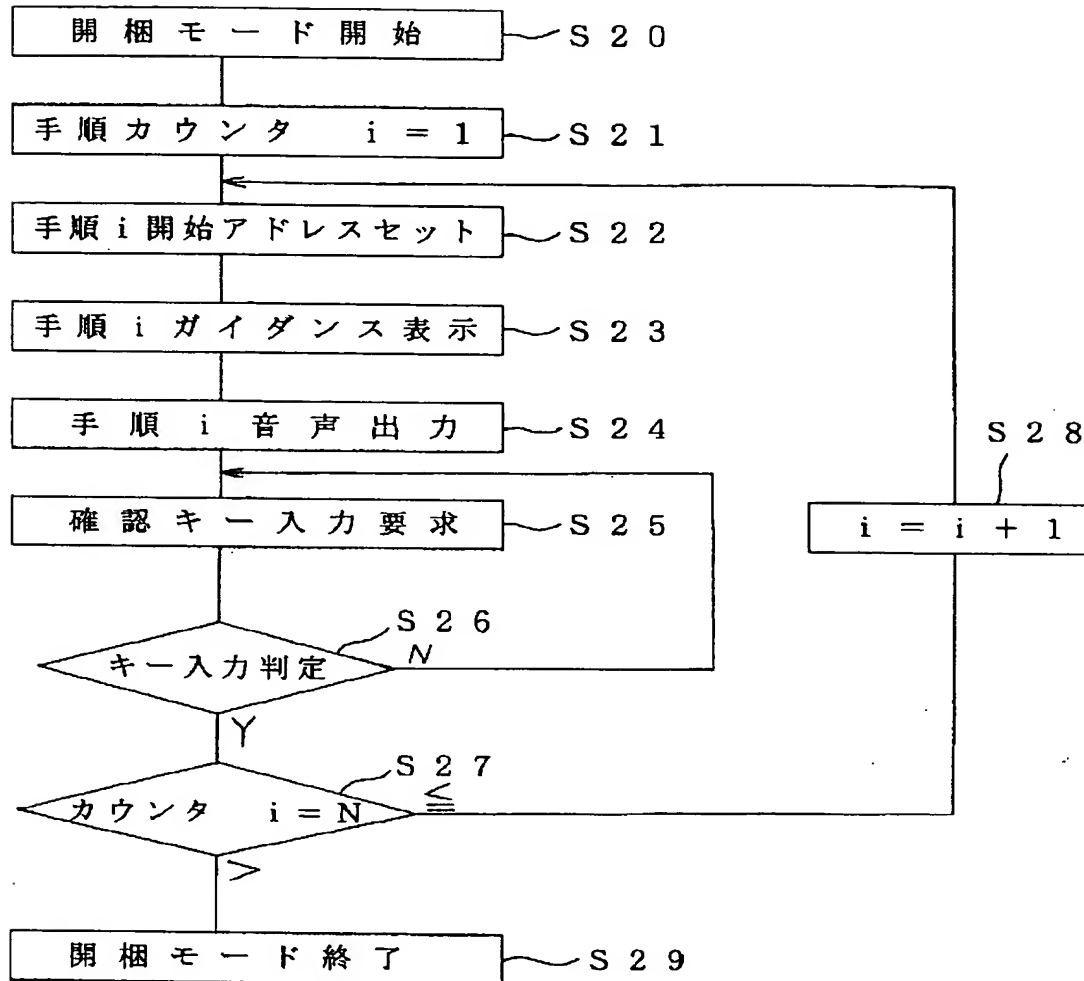 開梱モード開始 S20
手順カウンタ i=1 S21
手順i開始アドレスセット S22
手順iガイダンス表示 S23
手順i音声出力 S24
S28
確認キー入力要求 S25
i=i+1
S26
キー入力判定 N
Y
S27
カウンタ i=N ≦
>
開梱モード終了 S29